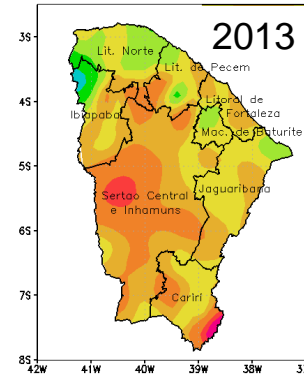 2013
3S
Lit. Norte
Lit. de Pecem
4S
Litoral de
Fortaleza
Ibiapaba
Mac. de Baturite
5S
Jaguaribana
Sertao Central
e Inhamuns
6S
7S
Cariri
8S
42W 41W 40W 39W 38W